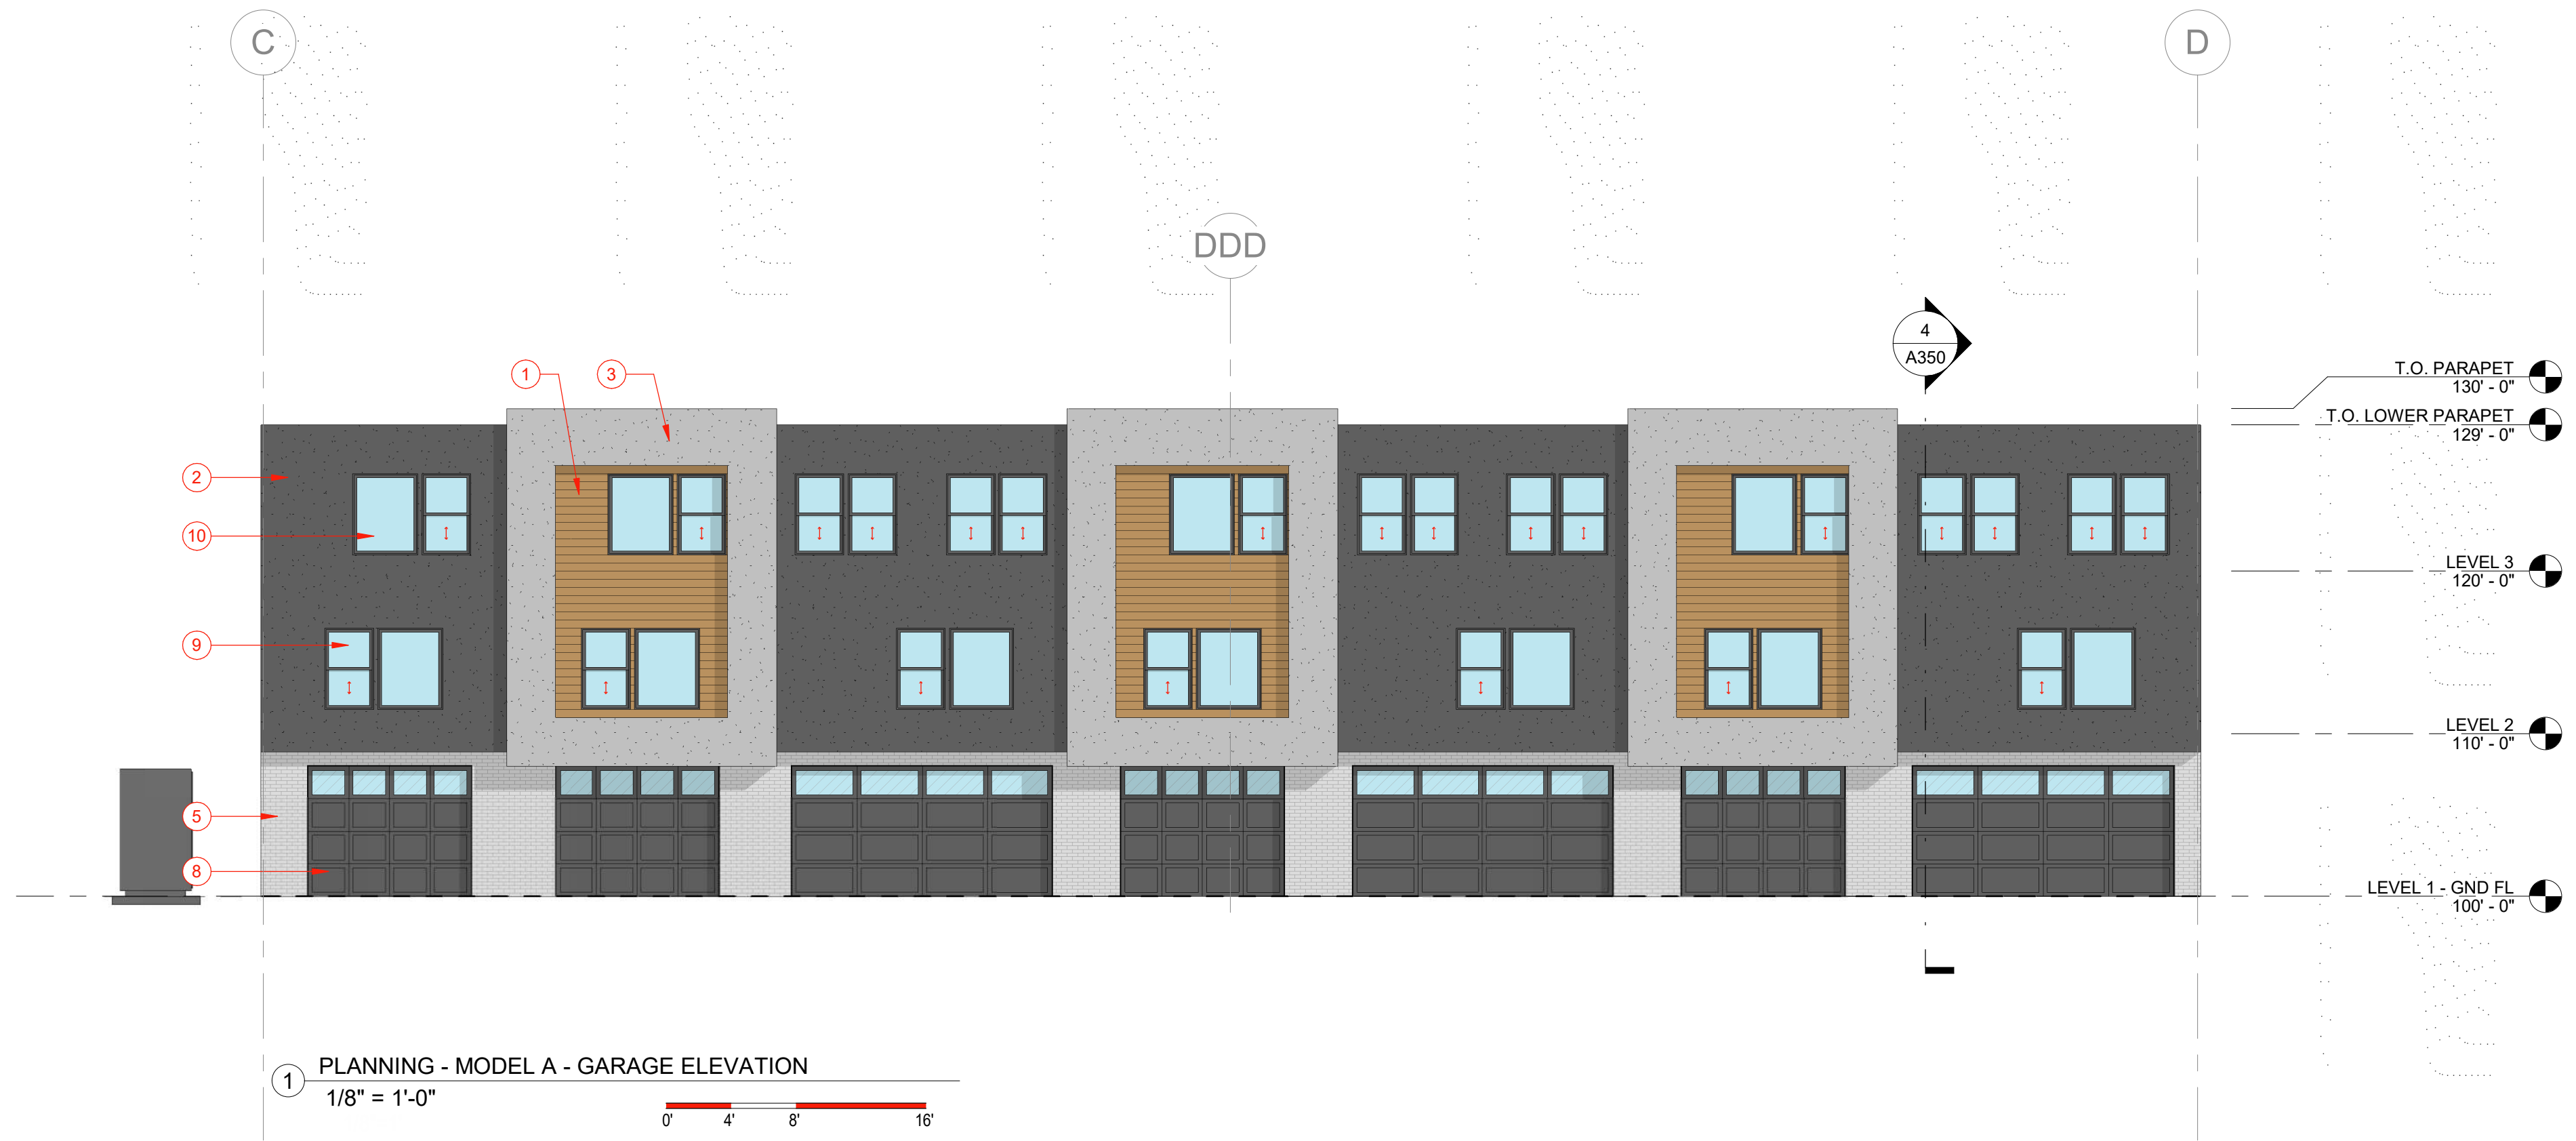 C
D
DDD
4
A350
1
3
T.O. PARAPET
130' - 0"
T.O. LOWER PARAPET
129' - 0"
2
10
LEVEL 3
120' - 0"
9
LEVEL 2
110' - 0"
5
8
LEVEL 1 - GND FL
100' - 0"
1
PLANNING - MODEL A - GARAGE ELEVATION
1/8" = 1'-0"
0' 4' 8' 16'